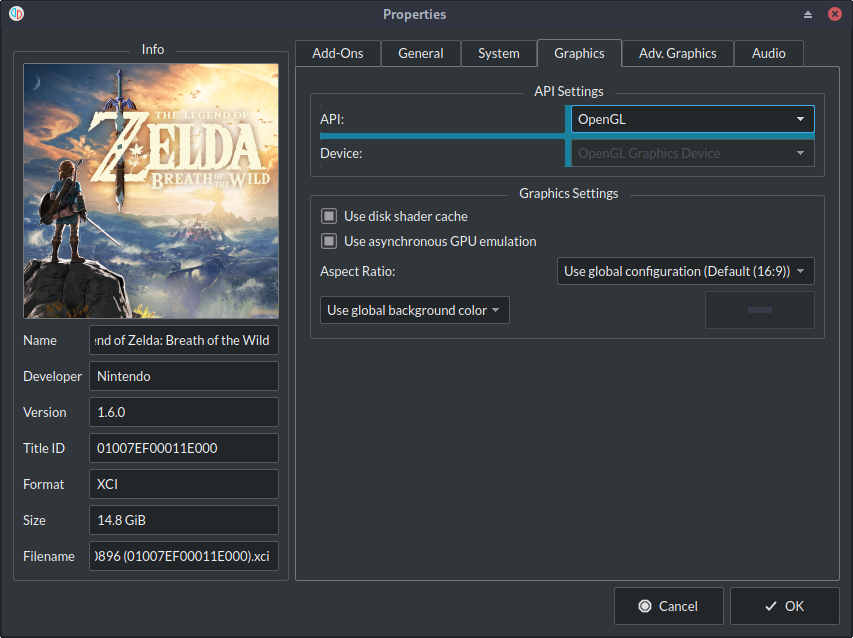 Properties
Info
THE LEGEND OF
ZELDA
BREATH OF THE WILD
Name
end of Zelda: Breath of the Wild
Developer
Nintendo
Version
1.6.0
Title ID
01007EF00011E000
Format
XCI
Size
14.8 GiB
Filename
0896 (01007EF00011E000).xci
Add-Ons
General
System
Graphics
Adv. Graphics
Audio
API Settings
API:
OpenGL
Device:
OpenGL Graphics Device
Graphics Settings
Use disk shader cache
Use asynchronous GPU emulation
Aspect Ratio:
Use global configuration (Default (16:9))
Use global background color
Cancel
OK